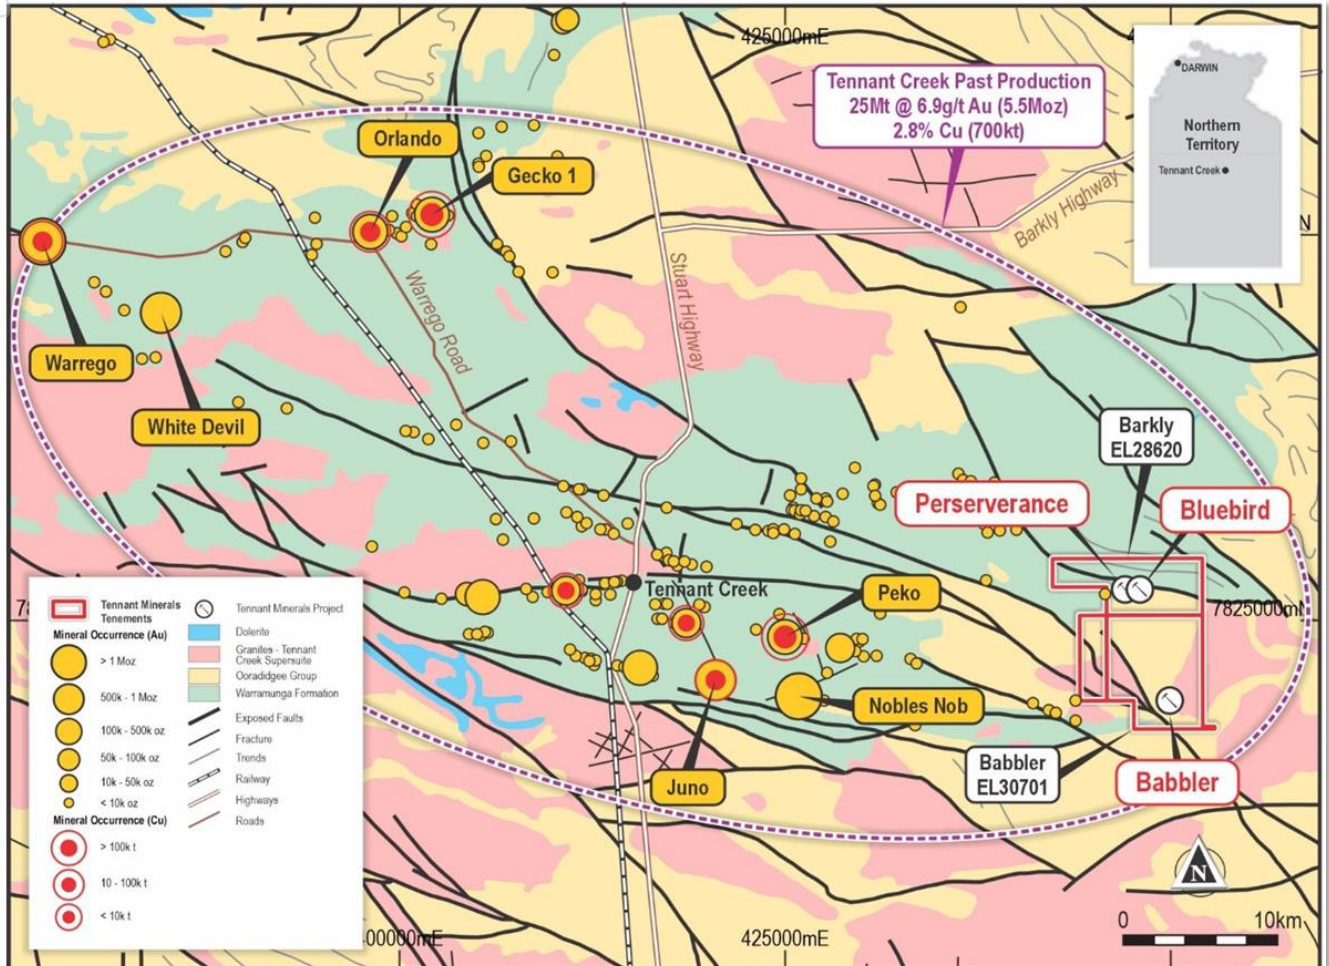 425000mE
4
DARWIN
Northern
Territory
Tennant Creek
Tennant Creek Past Production
25Mt @ 6.9g/t Au (5.5Moz)
2.8% Cu (700kt)
Orlando
Gecko 1
Barkly Highway
N
Stuart Highway
Warrego Road
Warrego
White Devil
Barkly
EL28620
Perserverance
Bluebird
Tennant Creek
Peko
78
7825000mN
Nobles Nob
Juno
Babbler
EL30701
Babbler
Tennant Minerals
Tenements
Mineral Occurrence (Au)
> 1 Moz
500k - 1 Moz
100k - 500k oz
50k - 100k oz
10k - 50k oz
< 10k oz
Mineral Occurrence (Cu)
> 100k t
10 - 100k t
< 10k t
Tennant Minerals Project
Dolerite
Granites - Tennant
Creek Supersuite
Ooradidgee Group
Warramunga Formation
Exposed Faults
Fracture
Trends
Railway
Highways
Roads
N
0 10km
400000mE
425000mE